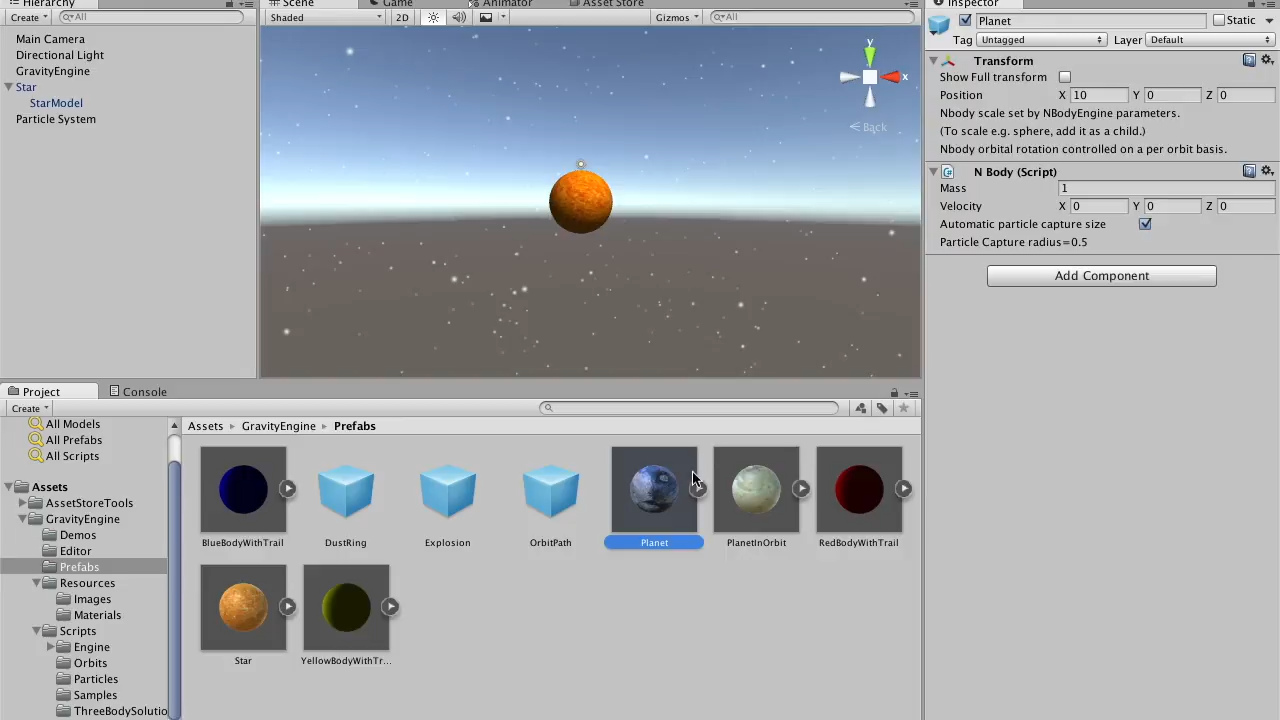 Hierarchy
Create
All
Main Camera
Directional Light
GravityEngine
Star
StarModel
Particle System
Scene
Game
Animator
Asset Store
Shaded
2D
Gizmos
All
y
x
Back
Inspector
Planet
Static
Tag Untagged
Layer Default
Transform
Show Full transform
Position X 10 Y 0 Z 0
Nbody scale set by NBodyEngine parameters.
(To scale e.g. sphere, add it as a child.)
Nbody orbital rotation controlled on a per orbit basis.
N Body (Script)
Mass 1
Velocity X 0 Y 0 Z 0
Automatic particle capture size
Particle Capture radius=0.5
Add Component
Project
Console
Create
All Models
All Prefabs
All Scripts
Assets
AssetStoreTools
GravityEngine
Demos
Editor
Prefabs
Resources
Images
Materials
Scripts
Engine
Orbits
Particles
Samples
ThreeBodySolutio
Assets GravityEngine Prefabs
BlueBodyWithTrail
DustRing
Explosion
OrbitPath
Planet
PlanetInOrbit
RedBodyWithTrail
Star
YellowBodyWithTr...